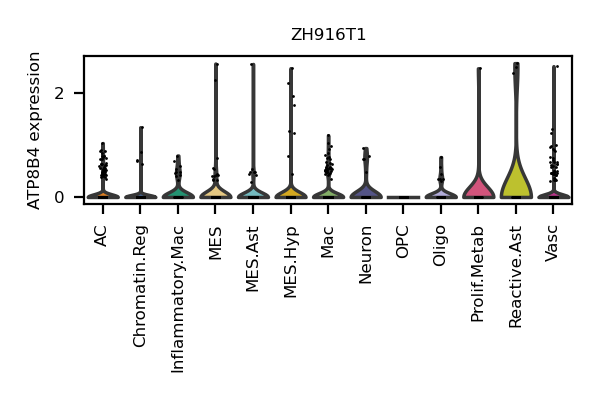 ZH916T1
ATP8B4 expression
2
0
AC
Chromatin.Reg
Inflammatory.Mac
MES
MES.Ast
MES.Hyp
Mac
Neuron
OPC
Oligo
Prolif.Metab
Reactive.Ast
Vasc